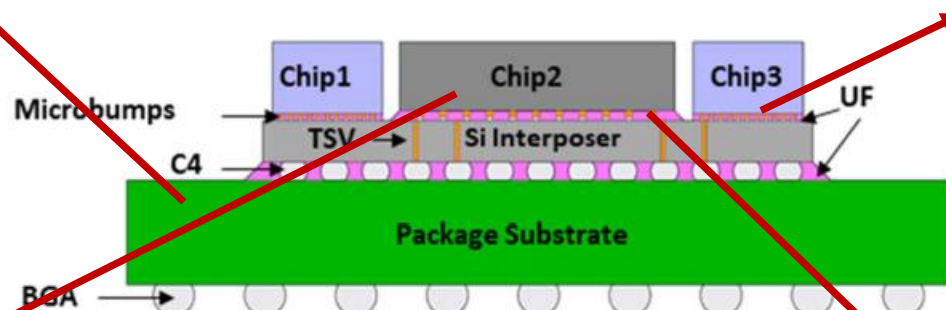 Chip1
Chip2
Chip3
Microbumps
UF
TSV
Si Interposer
C4
Package Substrate
BGA